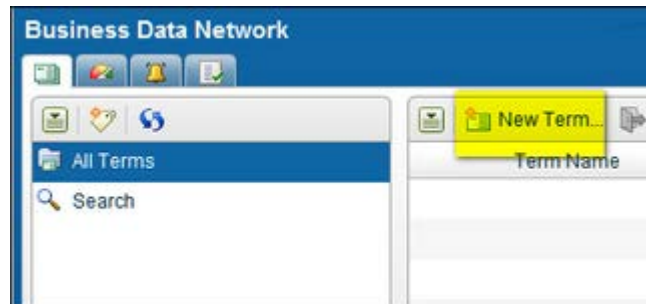 Business Data Network
New Term...
All Terms
Term Name
Search